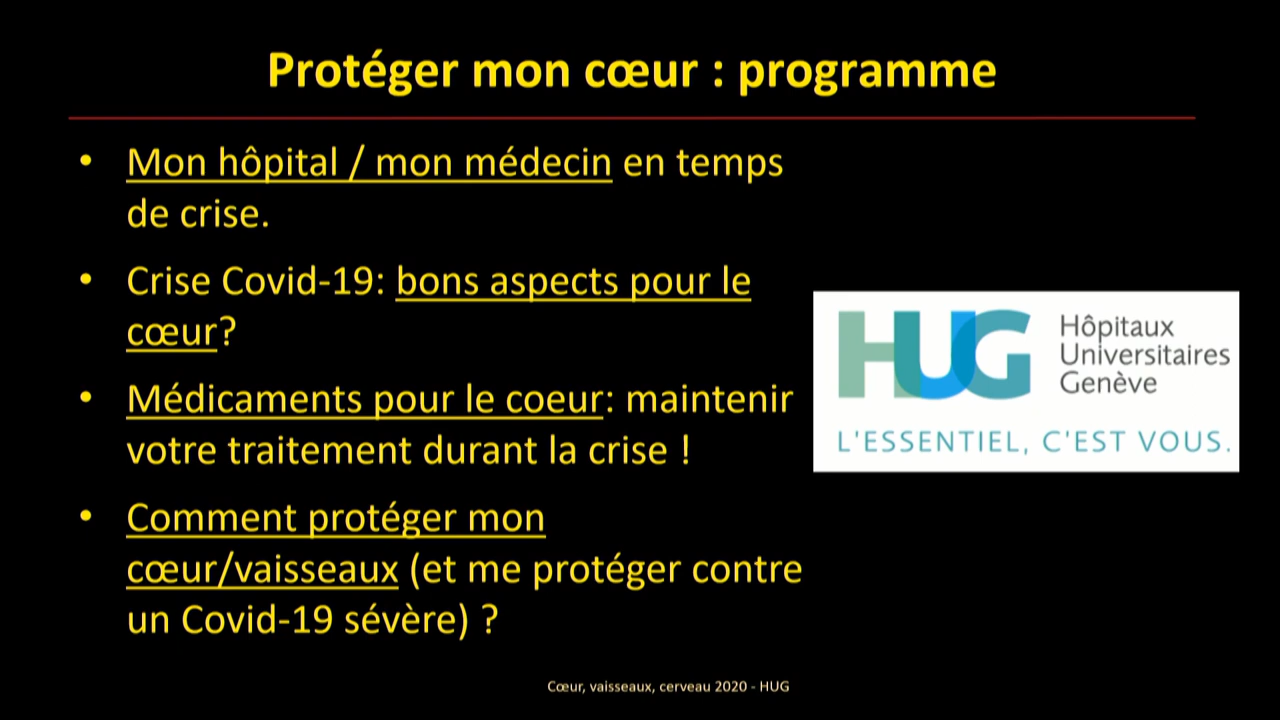 Protéger mon cœur : programme
• Mon hôpital / mon médecin en temps
de crise.
• Crise Covid-19: bons aspects pour le
cœur?
• Médicaments pour le coeur: maintenir
votre traitement durant la crise !
• Comment protéger mon
cœur/vaisseaux (et me protéger contre
un Covid-19 sévère) ?
HUG
Hôpitaux
Universitaires
Genève
L'ESSENTIEL, C'EST VOUS.
Cœur, vaisseaux, cerveau 2020 - HUG